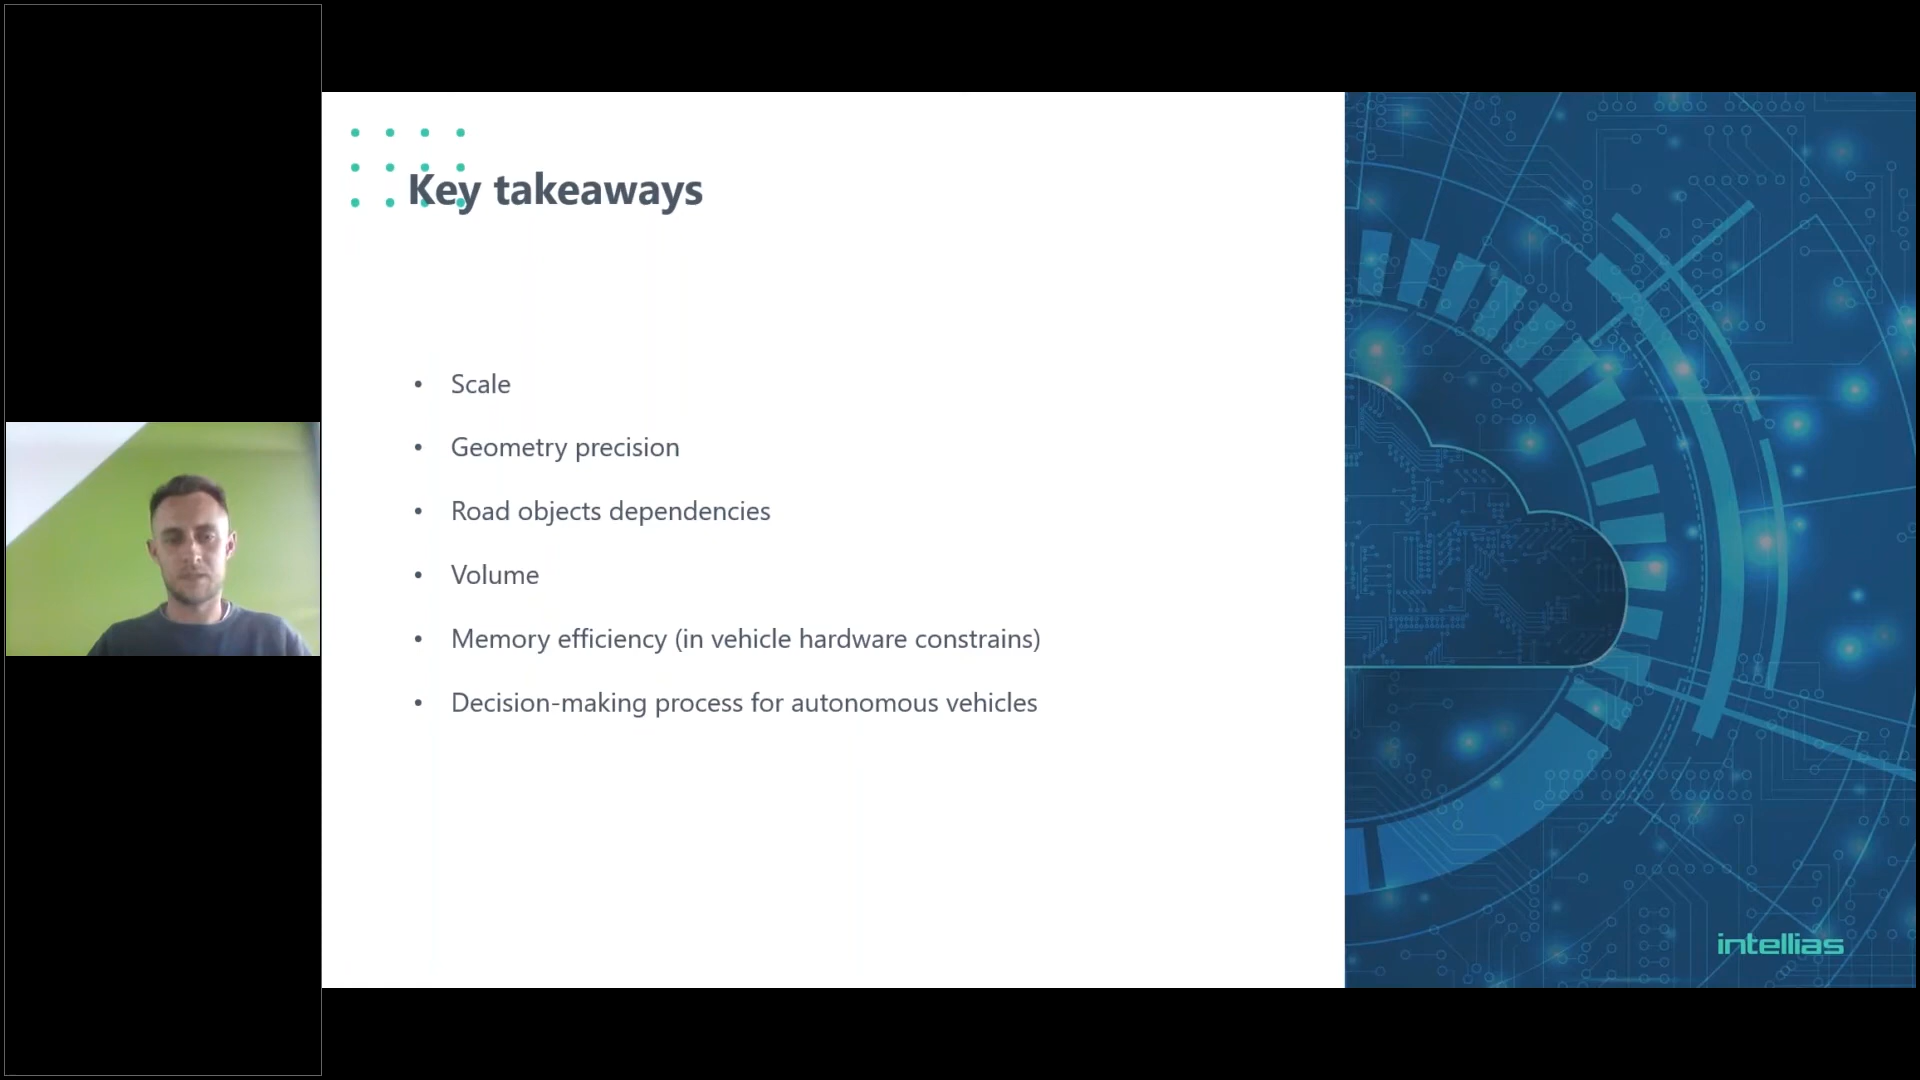 Key takeaways
• Scale
• Geometry precision
• Road objects dependencies
• Volume
• Memory efficiency (in vehicle hardware constrains)
• Decision-making process for autonomous vehicles
intellias